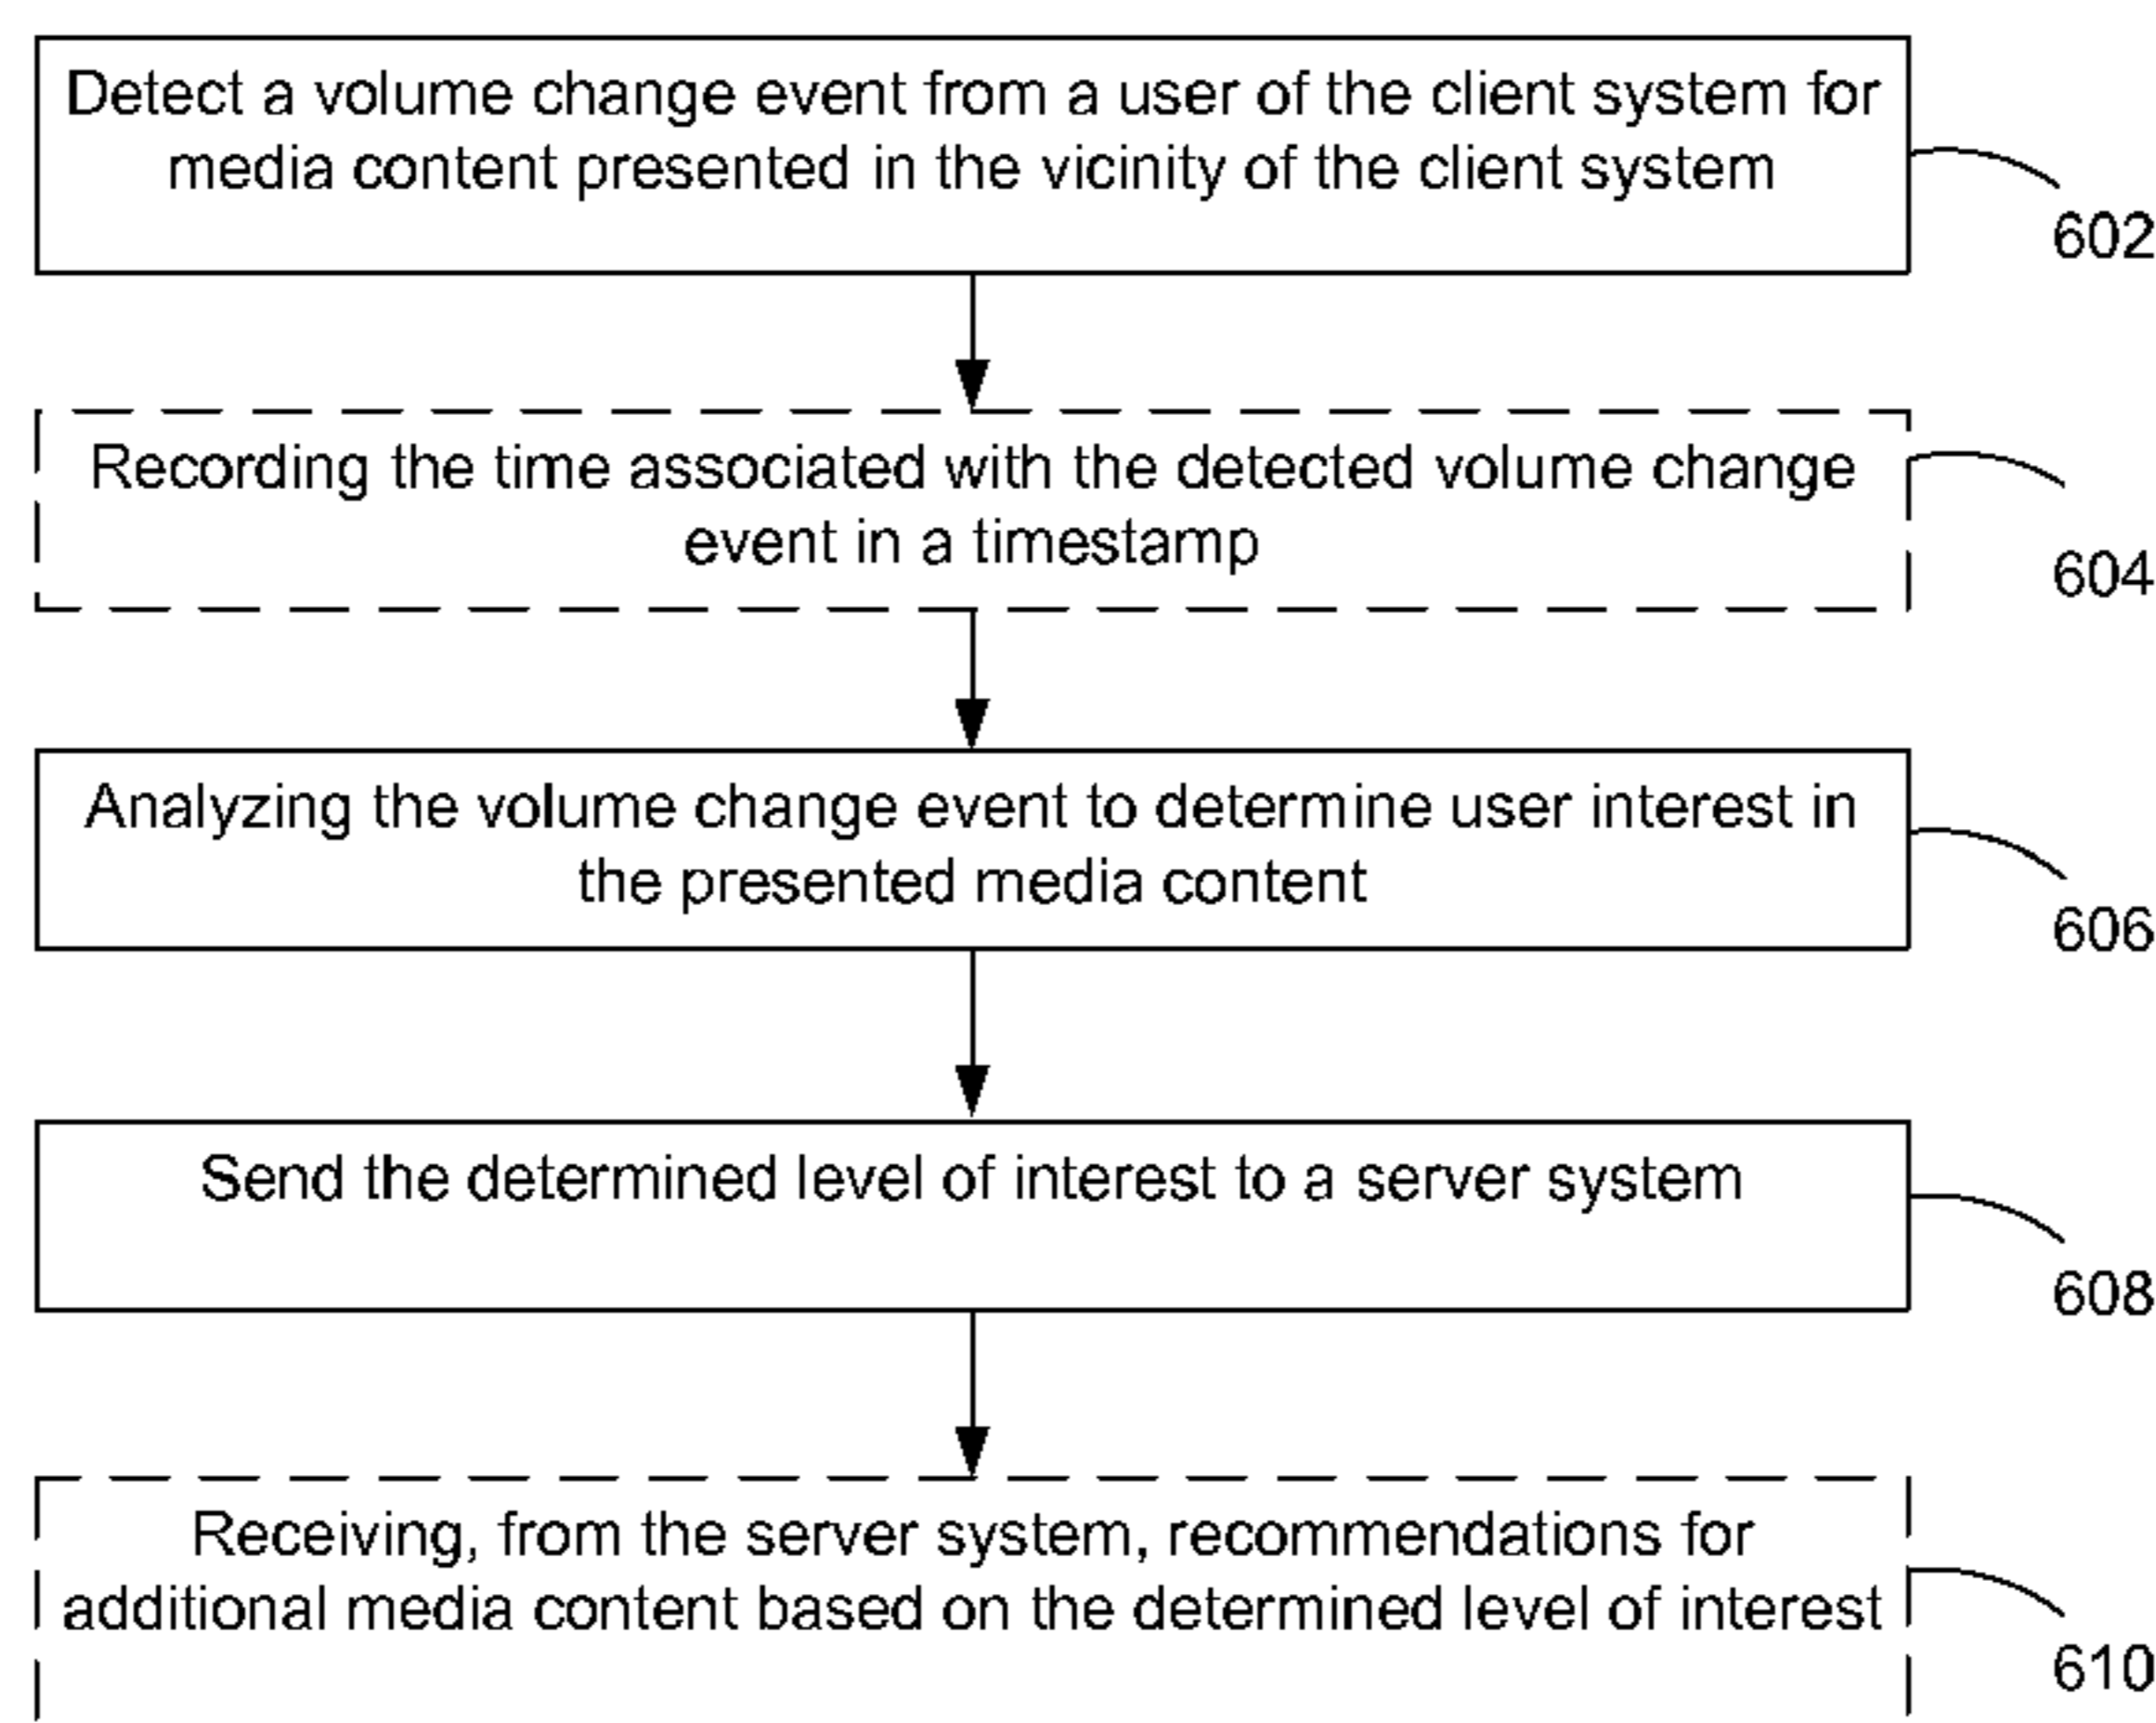 Detect a volume change event from a user of the client system for
media content presented in the vicinity of the client system
602
Recording the time associated with the detected volume change
event in a timestamp
604
Analyzing the volume change event to determine user interest in
the presented media content
606
Send the determined level of interest to a server system
608
Receiving, from the server system, recommendations for
additional media content based on the determined level of interest
610